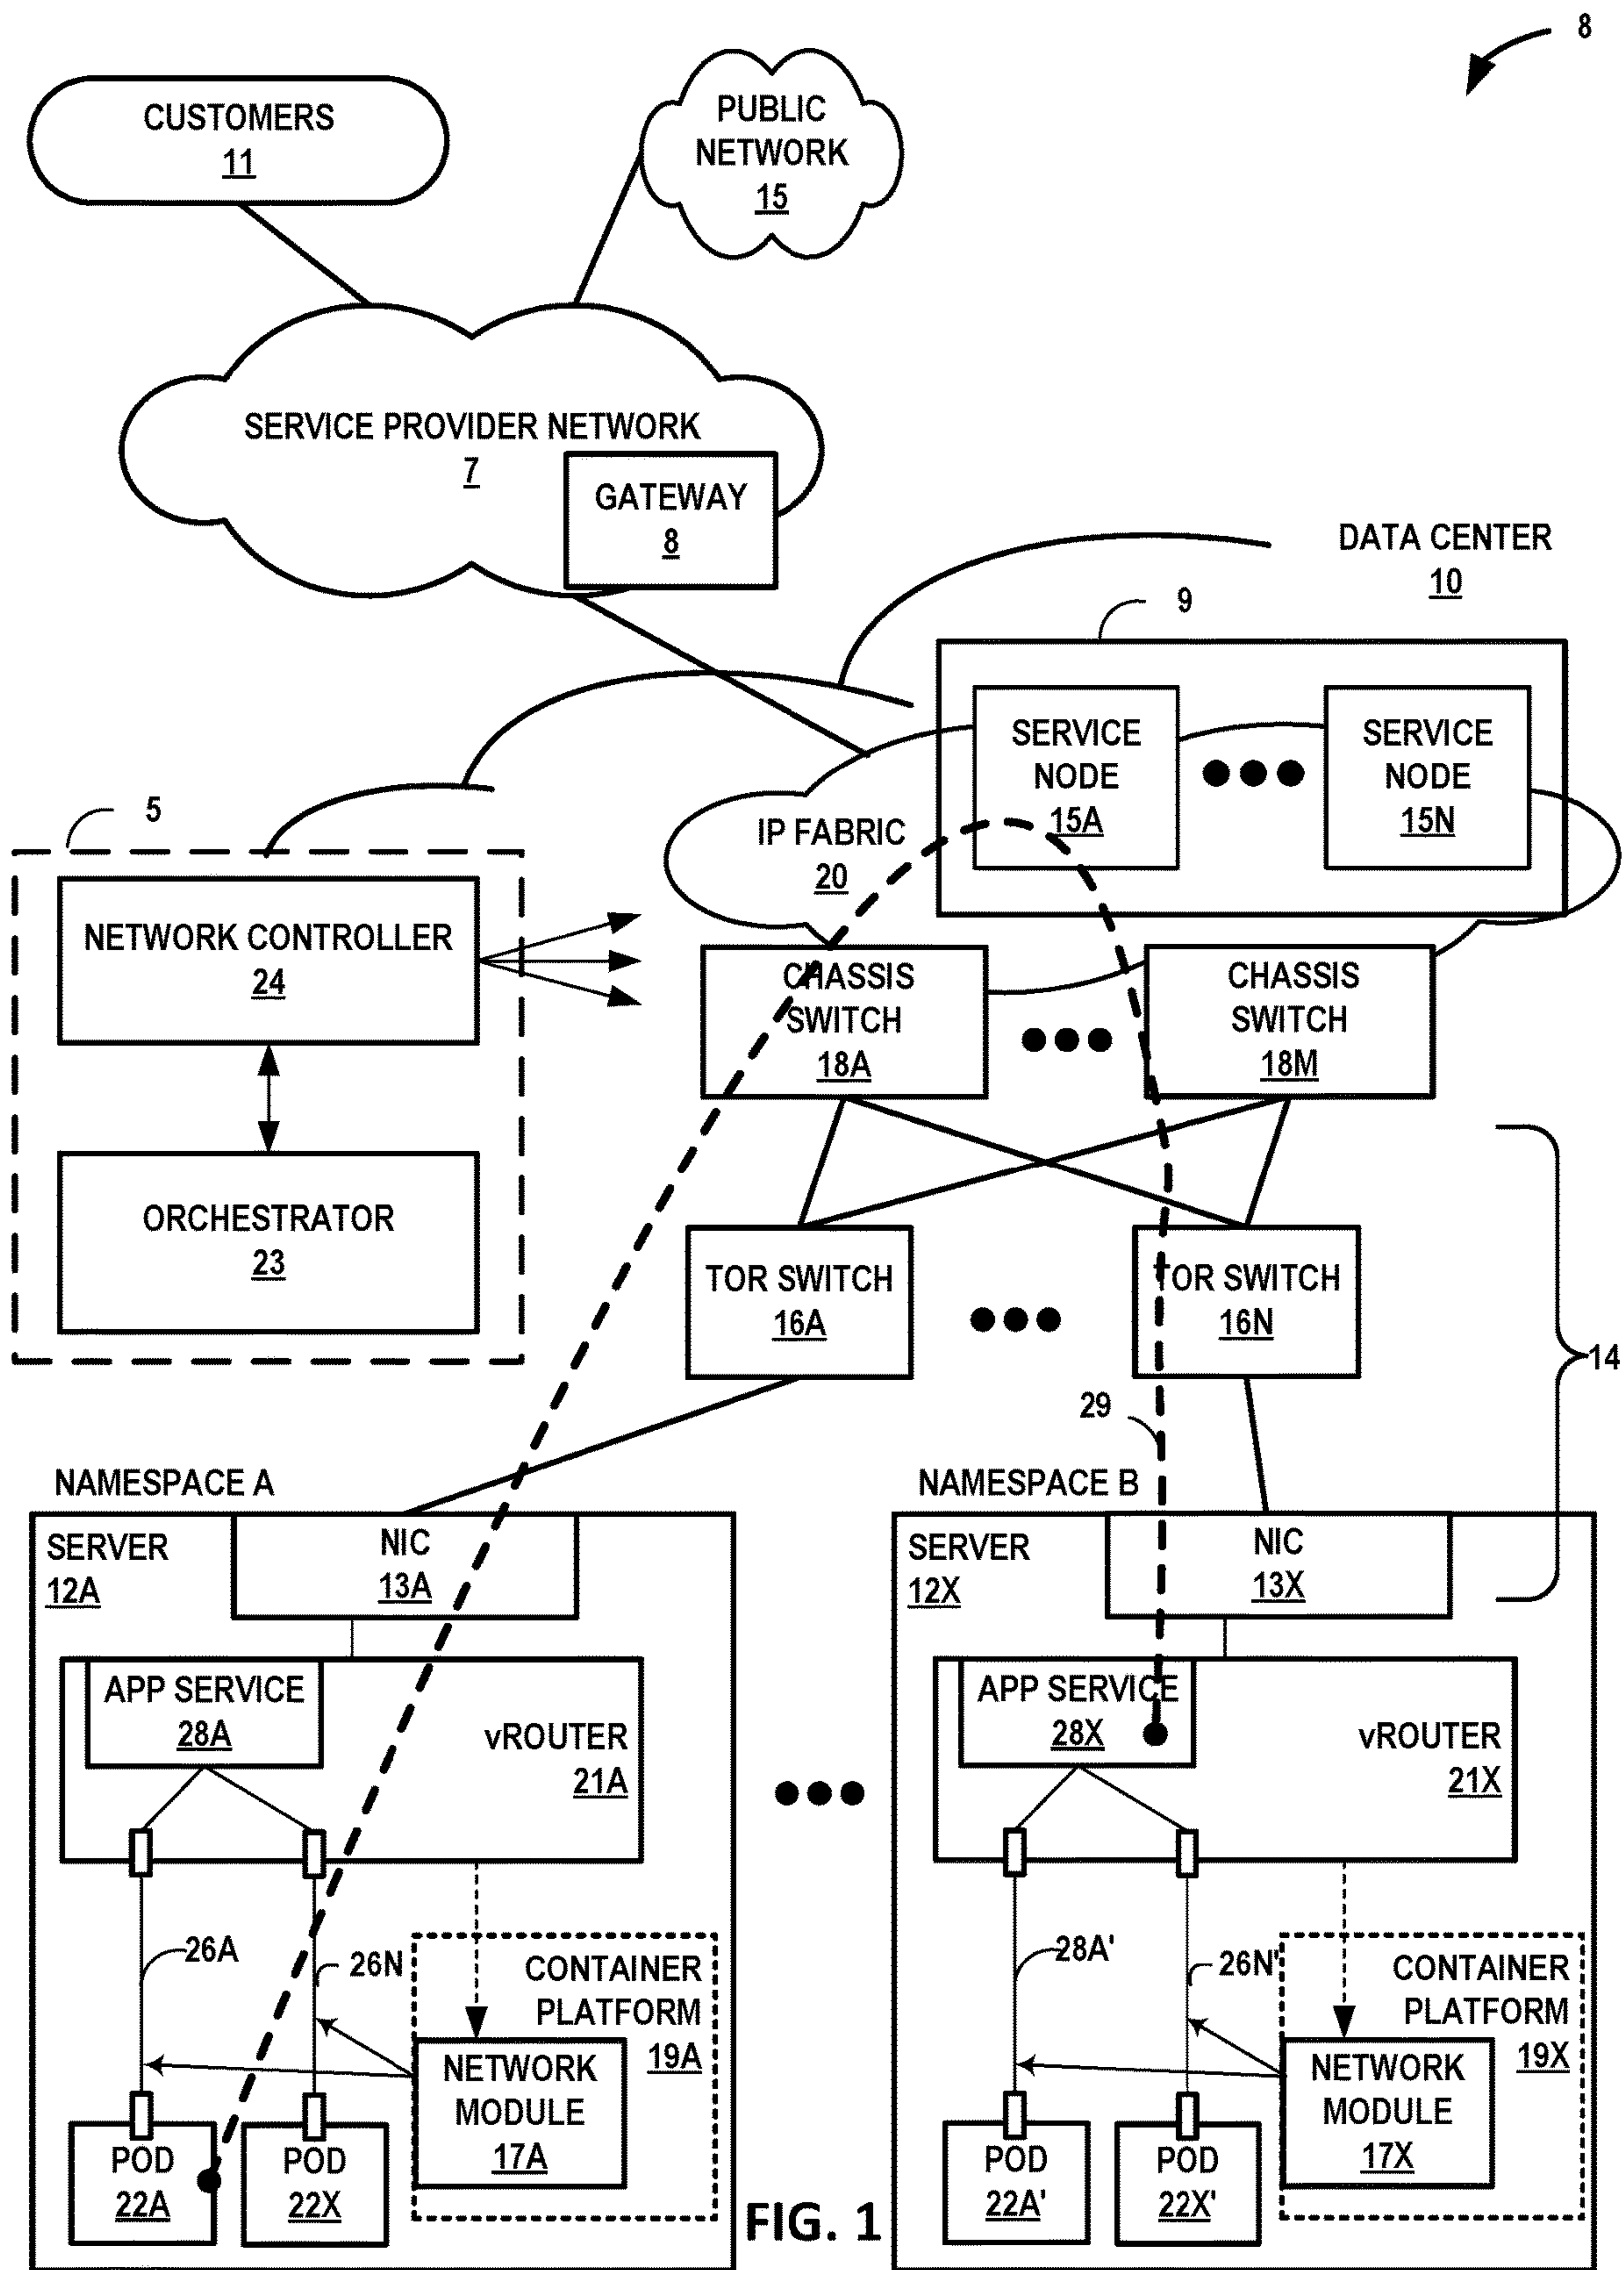 8
CUSTOMERS
11
PUBLIC
NETWORK
15
SERVICE PROVIDER NETWORK
7
GATEWAY
8
DATA CENTER
10
9
SERVICE
NODE
15A
SERVICE
NODE
15N
5
IP FABRIC
20
NETWORK CONTROLLER
24
CHASSIS
SWITCH
18A
CHASSIS
SWITCH
18M
ORCHESTRATOR
23
TOR SWITCH
16A
TOR SWITCH
16N
14
29
NAMESPACE A
SERVER
12A
NIC
13A
APP SERVICE
28A
vROUTER
21A
26A
26N
CONTAINER
PLATFORM
19A
NETWORK
MODULE
17A
POD
22A
POD
22X
NAMESPACE B
SERVER
12X
NIC
13X
APP SERVICE
28X
vROUTER
21X
28A'
26N'
CONTAINER
PLATFORM
19X
NETWORK
MODULE
17X
POD
22A'
POD
22X'
FIG. 1